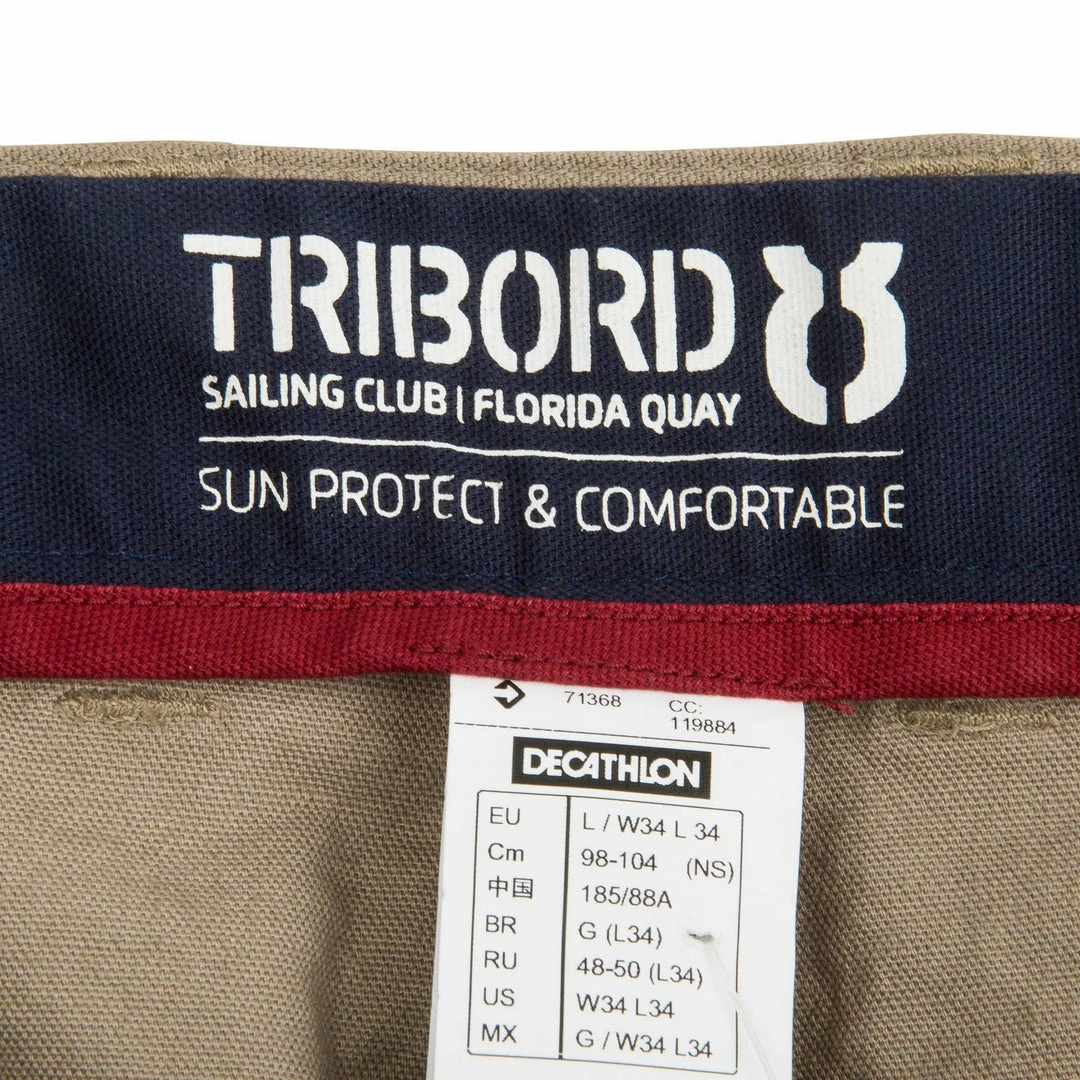 TRIBORD
SAILING CLUB | FLORIDA QUAY
SUN PROTECT & COMFORTABLE
71368 CC:
119884
DECATHLON
EU L / W34 L 34
Cm 98-104 (NS)
中国 185/88A
BR G (L34)
RU 48-50 (L34)
US W34 L34
MX G / W34 L34